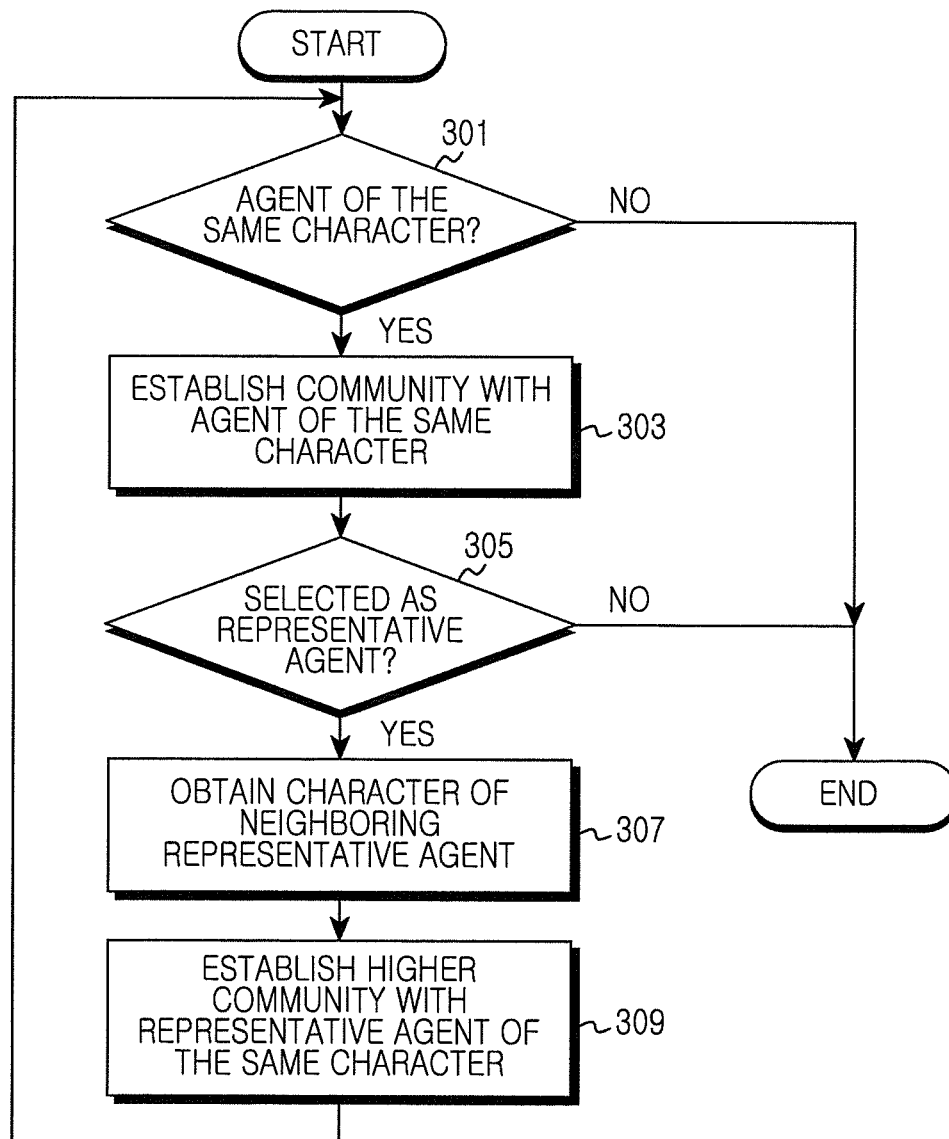 START
301
AGENT OF THE
SAME CHARACTER?
NO
YES
ESTABLISH COMMUNITY WITH
AGENT OF THE SAME
CHARACTER
303
305
SELECTED AS
REPRESENTATIVE
AGENT?
NO
YES
OBTAIN CHARACTER OF
NEIGHBORING
REPRESENTATIVE AGENT
307
END
ESTABLISH HIGHER
COMMUNITY WITH
REPRESENTATIVE AGENT OF
THE SAME CHARACTER
309